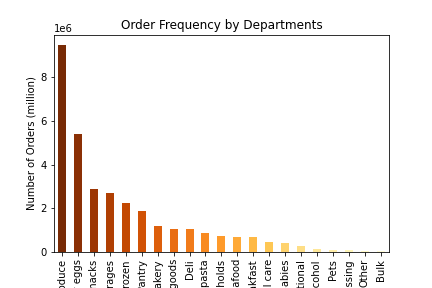 Order Frequency by Departments
1e6
Number of Orders (million)
8
6
4
2
0
oduce
eggs
nacks
rages
rozen
antry
akery
goods
Deli
pasta
holds
afood
kfast
l care
abies
tional
cohol
Pets
ssing
Other
Bulk